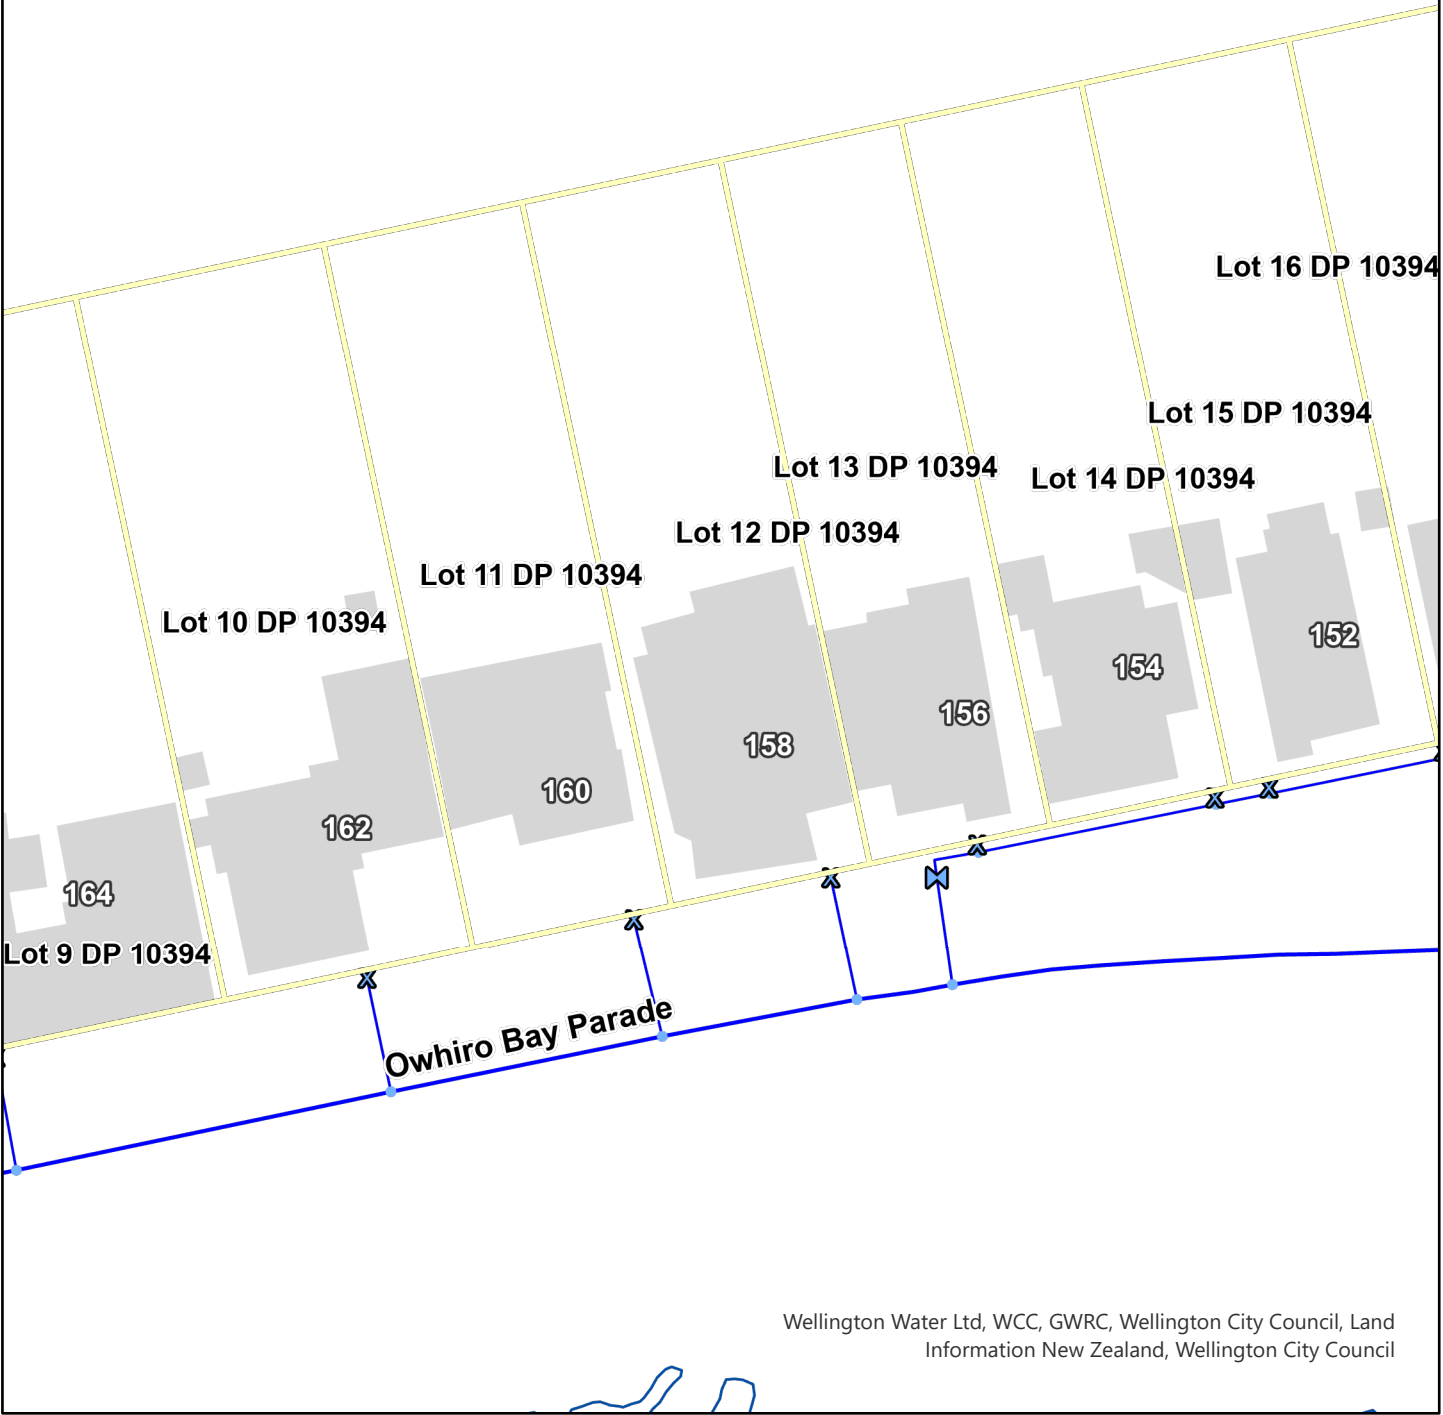 Lot 16 DP 10394
Lot 15 DP 10394
Lot 13 DP 10394
Lot 14 DP 10394
Lot 12 DP 10394
Lot 11 DP 10394
Lot 10 DP 10394
152
154
156
158
160
162
164
Lot 9 DP 10394
Owhiro Bay Parade
Wellington Water Ltd, WCC, GWRC, Wellington City Council, Land
Information New Zealand, Wellington City Council